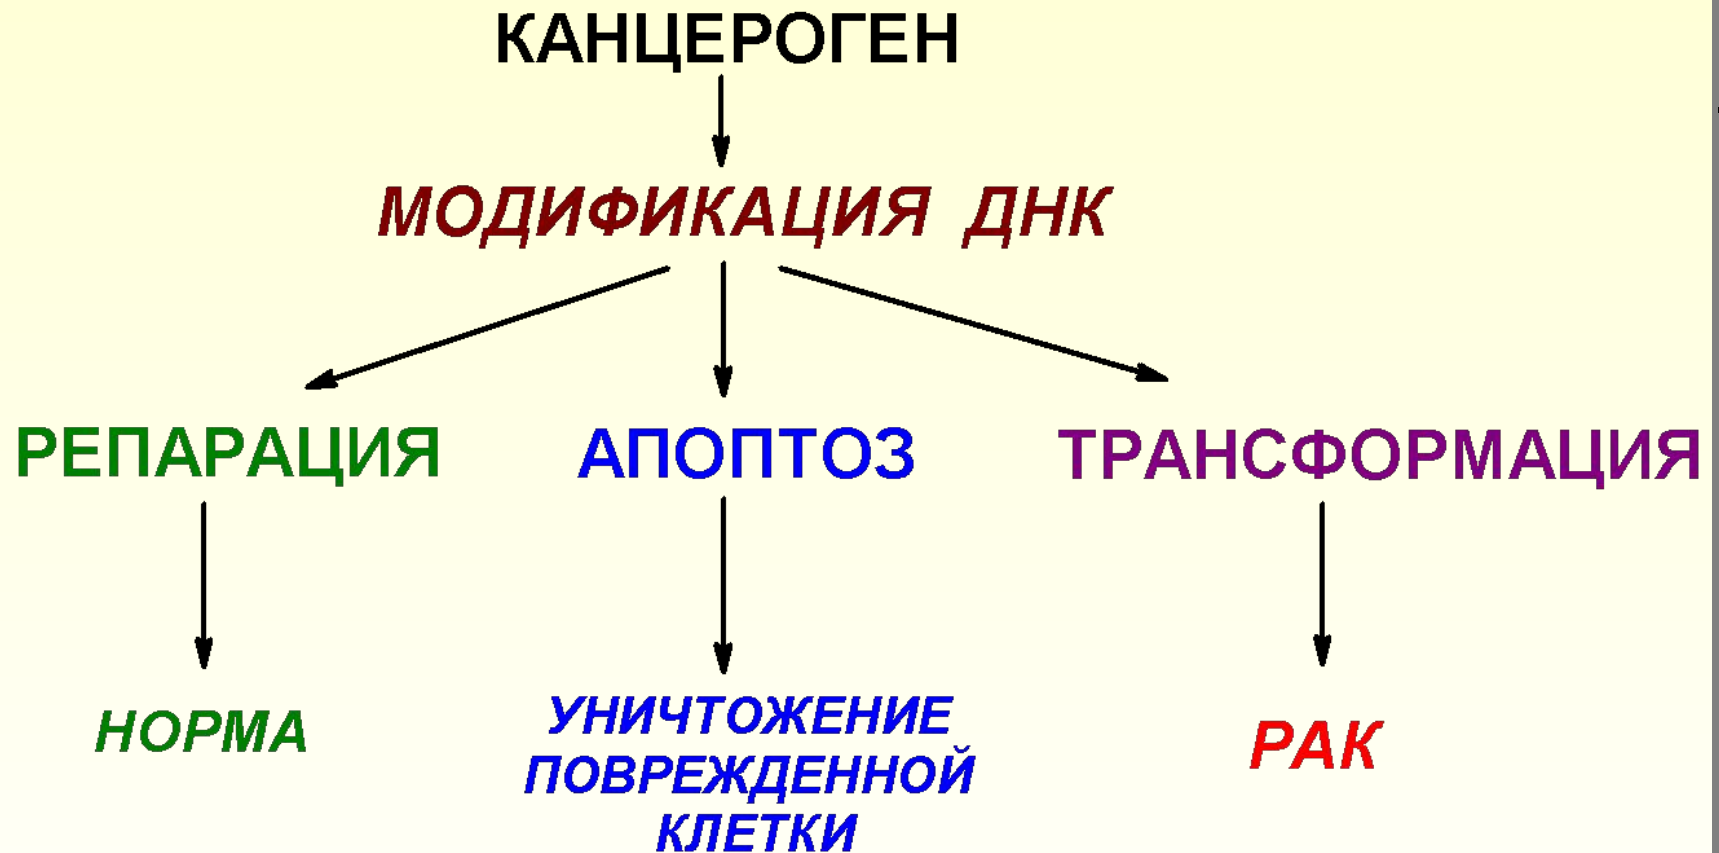 КАНЦЕРОГЕН
МОДИФИКАЦИЯ ДНК
РЕПАРАЦИЯ АПОПТОЗ ТРАНСФОРМАЦИЯ
НОРМА
УНИЧТОЖЕНИЕ
ПОВРЕЖДЕННОЙ
КЛЕТКИ
РАК